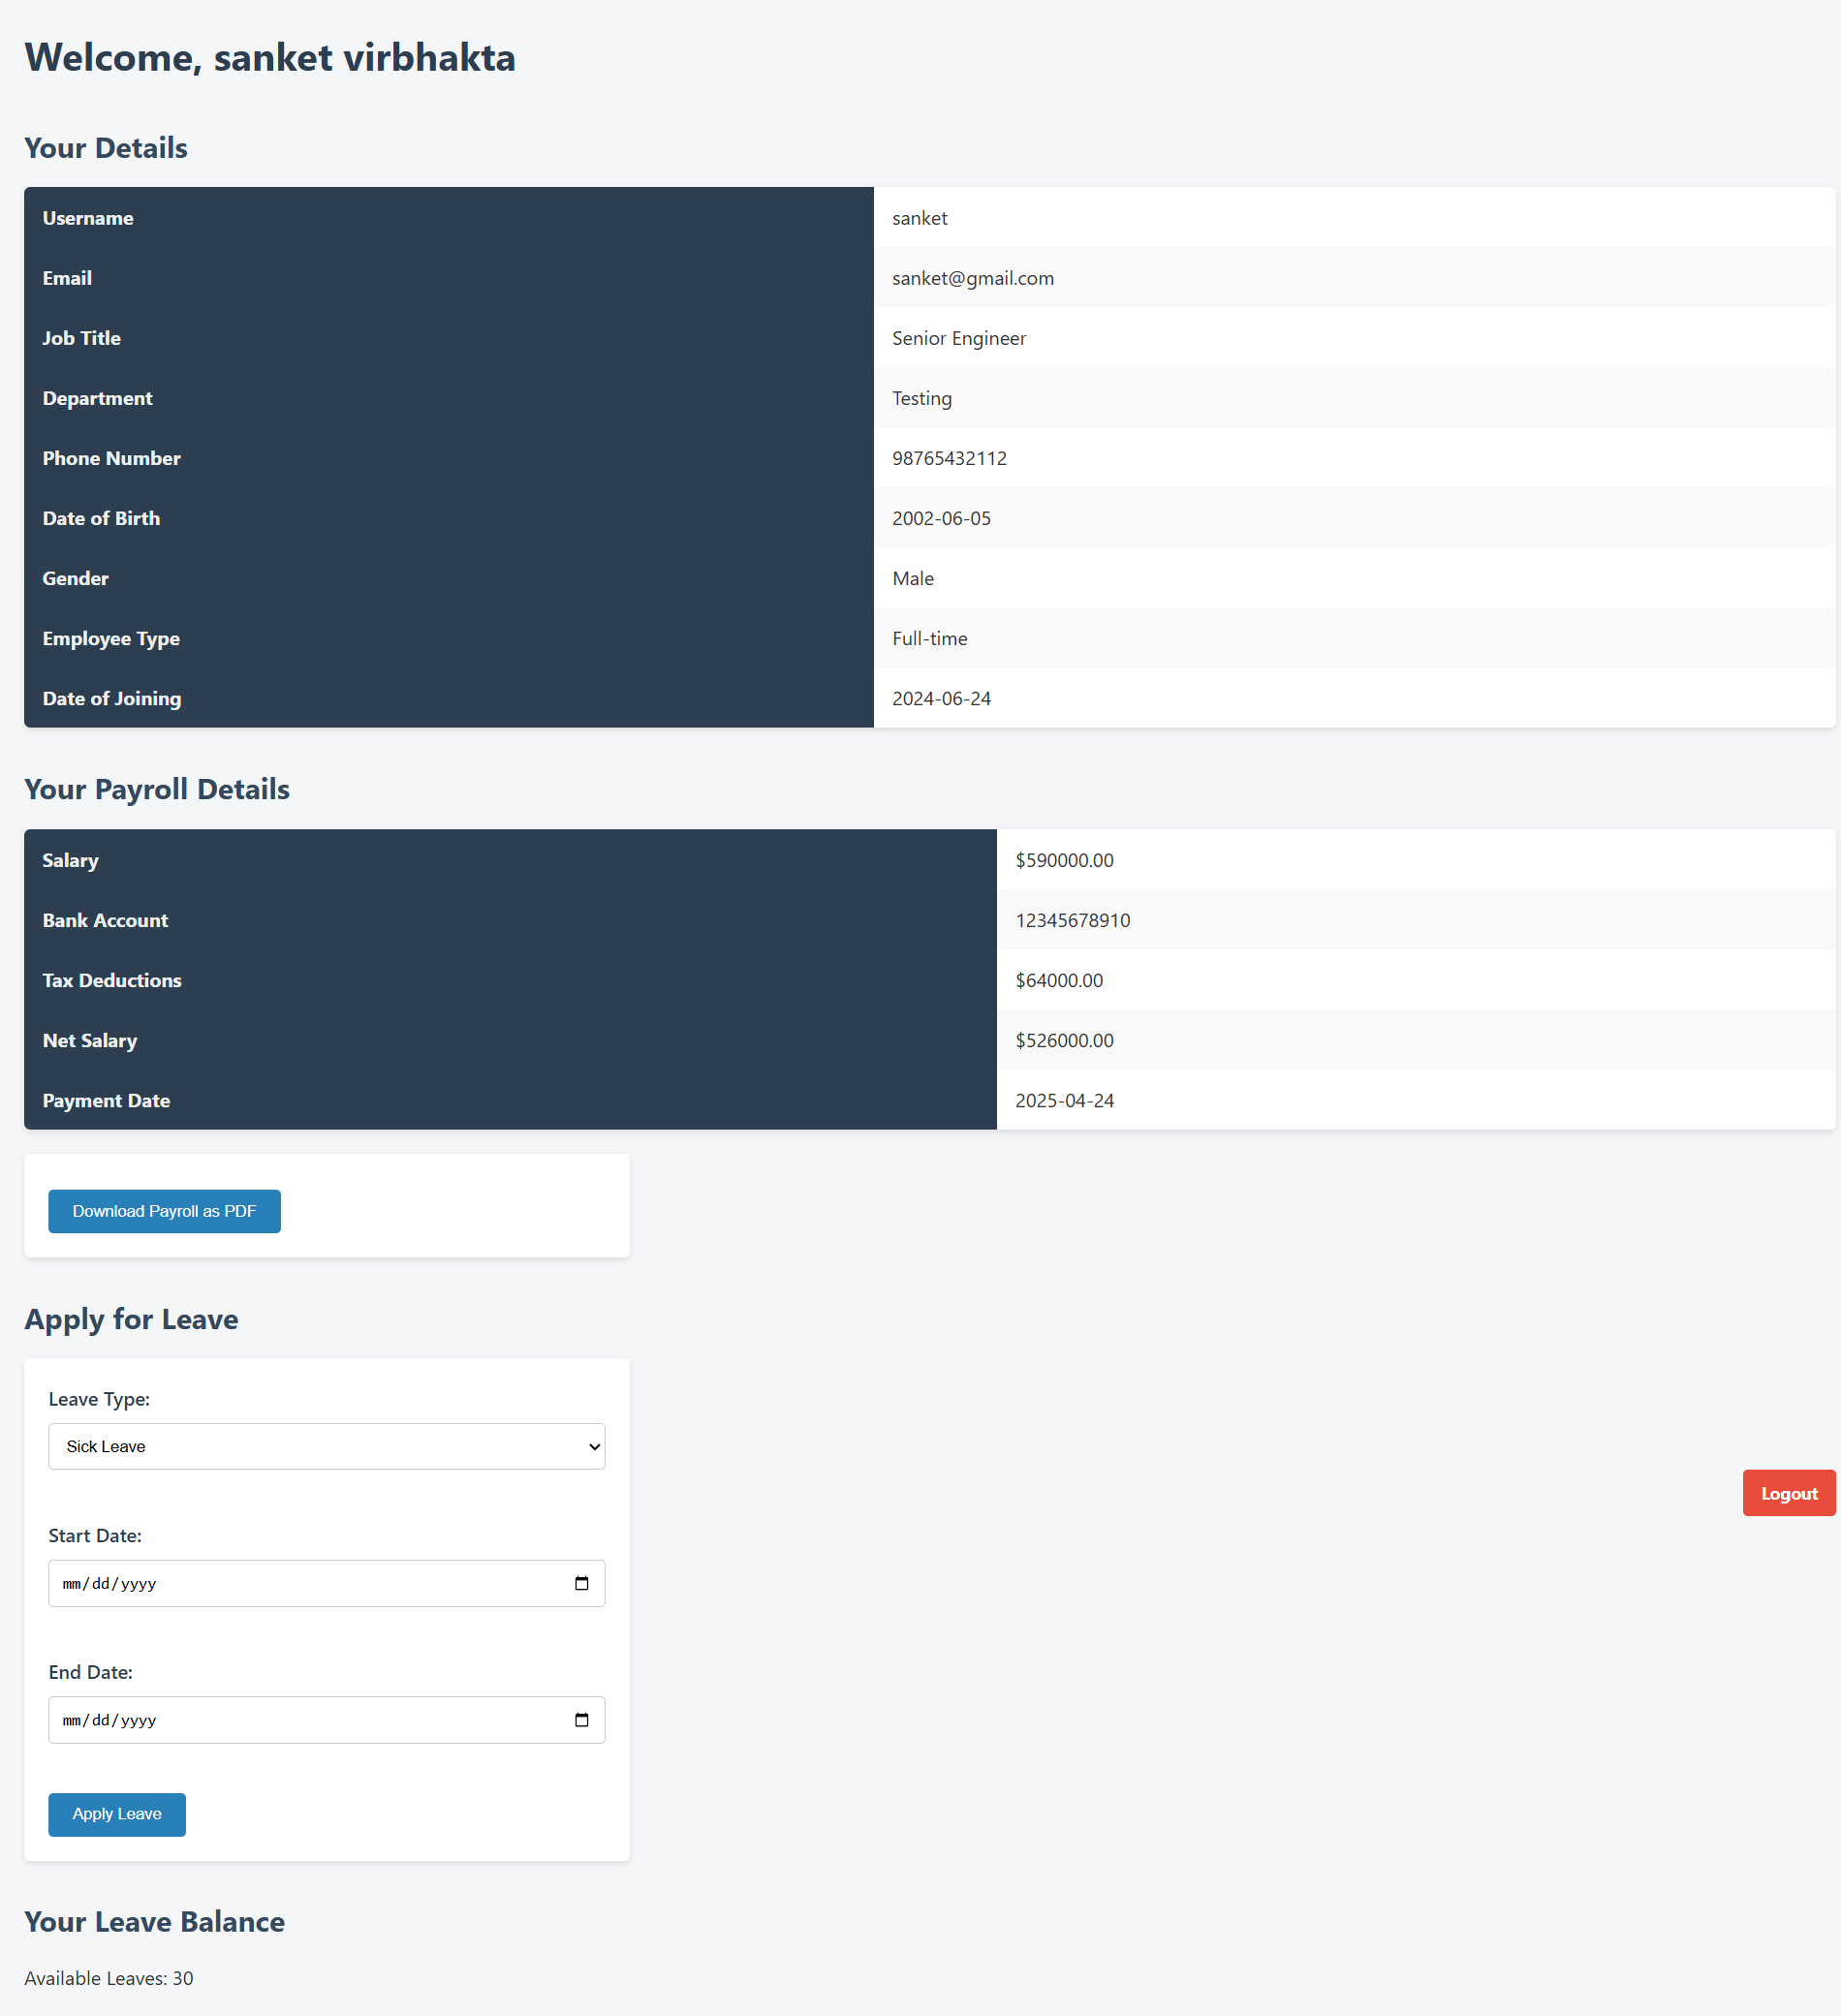 Welcome, sanket virbhakta
Your Details
Username sanket
Email sanket@gmail.com
Job Title Senior Engineer
Department Testing
Phone Number 98765432112
Date of Birth 2002-06-05
Gender Male
Employee Type Full-time
Date of Joining 2024-06-24
Your Payroll Details
Salary $590000.00
Bank Account 12345678910
Tax Deductions $64000.00
Net Salary $526000.00
Payment Date 2025-04-24
Download Payroll as PDF
Apply for Leave
Leave Type:
Sick Leave
Logout
Start Date:
mm/dd/yyyy
End Date:
mm/dd/yyyy
Apply Leave
Your Leave Balance
Available Leaves: 30